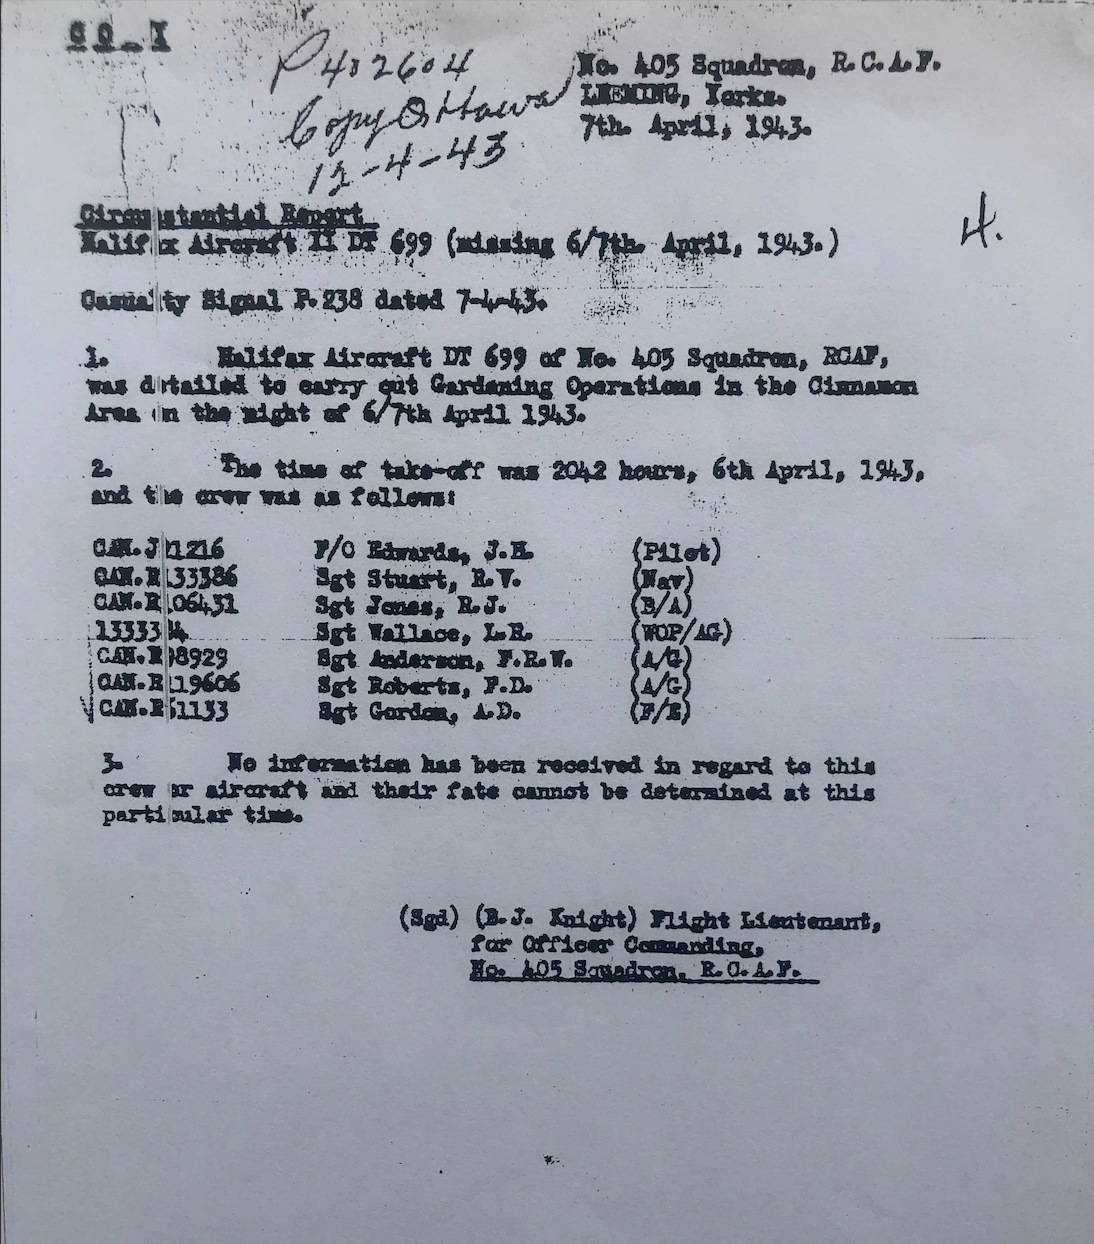 No. 405 Squadron, R.C.A.F.
LEEMING, Yorks.
7th. April, 1943.
P402604
Copy Ottawa
12-4-43
4.
Circumstantial Report
Halifax Aircraft II DT 699 (missing 6/7th. April, 1943.)
Casualty Signal P.238 dated 7-4-43.
1. Halifax Aircraft DT 699 of No. 405 Squadron, RCAF,
was detailed to carry out Gardening Operations in the Cinnamon
Area on the night of 6/7th April 1943.
2. The time of take-off was 2042 hours, 6th April, 1943,
and the crew was as follows:
CAN.J 21216 F/O Edwards, J.H. (Pilot)
CAN.R 133386 Sgt Stuart, R.V. (Nav)
CAN.R 106431 Sgt Jones, R.J. (B/A)
133334 Sgt Wallace, L.R. (WOP/AG)
CAN.R 98929 Sgt Anderson, F.R.W. (A/G)
CAN.R 119606 Sgt Roberts, F.D. (A/G)
CAN.R 61133 Sgt Gordon, A.D. (F/E)
3. No information has been received in regard to this
crew or aircraft and their fate cannot be determined at this
particular time.
(Sgd) (B.J. Knight) Flight Lieutenant,
for Officer Commanding,
No. 405 Squadron, R.C.A.F.